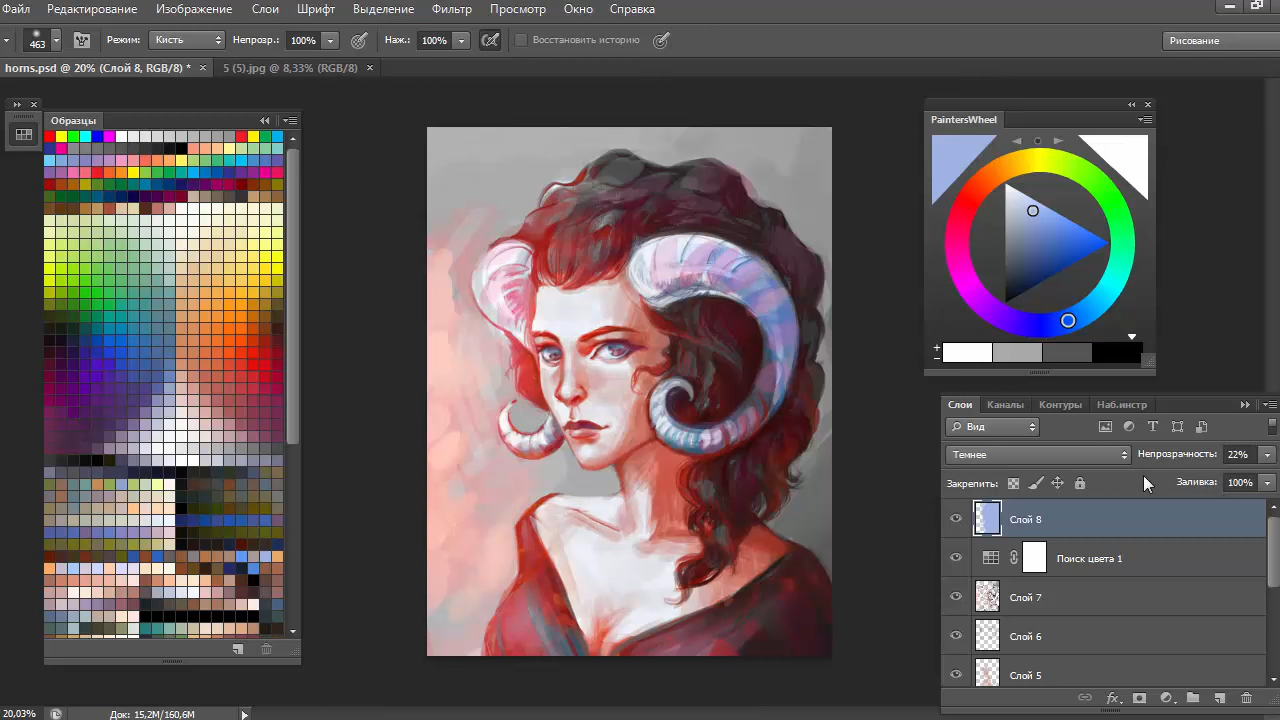 Файл Редактирование Изображение Слои Шрифт Выделение Фильтр Просмотр Окно Справка
463 Режим: Кисть Непрозр.: 100% Наж.: 100% Восстановить историю Рисование
horns.psd @ 20% (Слой 8, RGB/8) * × 5 (5).jpg @ 8,33% (RGB/8) ×
Образцы
PaintersWheel
+
−
Слои Каналы Контуры Наб.инстр
Вид
Темнее Непрозрачность: 22%
Закрепить: Заливка: 100%
Слой 8
Поиск цвета 1
Слой 7
Слой 6
Слой 5
fx
20,03% Док: 15,2M/160,6M